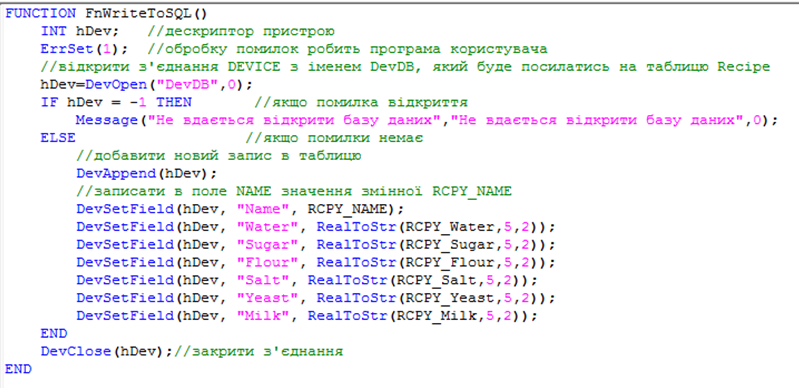 FUNCTION FnWriteToSQL()
INT hDev; //дескриптор пристрою
ErrSet(1); //обробку помилок робить програма користувача
//відкрити з'єднання DEVICE з іменем DevDB, який буде посилатись на таблицю Recipe
hDev=DevOpen("DevDB",0);
IF hDev = -1 THEN //якщо помилка відкриття
Message("Не вдається відкрити базу даних","Не вдається відкрити базу даних",0);
ELSE //якщо помилки немає
//добавити новий запис в таблицю
DevAppend(hDev);
//записати в поле NAME значення змінної RCPY_NAME
DevSetField(hDev, "Name", RCPY_NAME);
DevSetField(hDev, "Water", RealToStr(RCPY_Water,5,2));
DevSetField(hDev, "Sugar", RealToStr(RCPY_Sugar,5,2));
DevSetField(hDev, "Flour", RealToStr(RCPY_Flour,5,2));
DevSetField(hDev, "Salt", RealToStr(RCPY_Salt,5,2));
DevSetField(hDev, "Yeast", RealToStr(RCPY_Yeast,5,2));
DevSetField(hDev, "Milk", RealToStr(RCPY_Milk,5,2));
END
DevClose(hDev);//закрити з'єднання
END